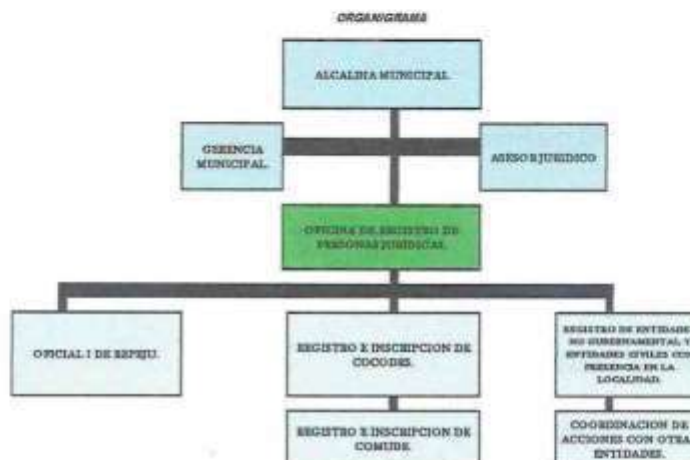 ORGANIGRAMA
ALCALDIA MUNICIPAL.
GERENCIA
MUNICIPAL.
ASESOR JURIDICO
OFICINA DE REGISTRO DE
PERSONAS JURIDICAS.
OFICIAL I DE REPEJU.
REGISTRO E INSCRIPCION DE
COCODES.
REGISTRO DE ENTIDADES
NO GUBERNAMENTAL Y
ENTIDADES CIVILES CON
PRESENCIA EN LA
LOCALIDAD.
REGISTRO E INSCRIPCION DE
COMUDE.
COORDINACION DE
ACCIONES CON OTRAS
ENTIDADES.